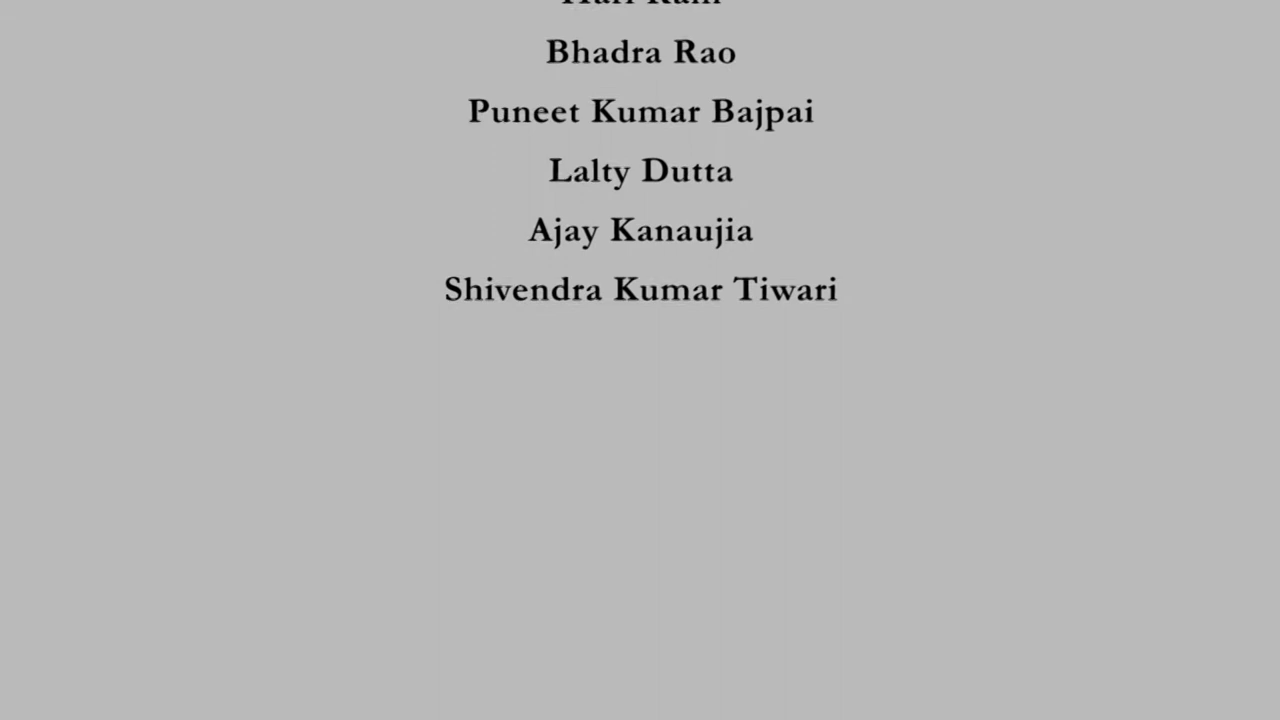 Bhadra Rao
Puneet Kumar Bajpai
Lalty Dutta
Ajay Kanaujia
Shivendra Kumar Tiwari